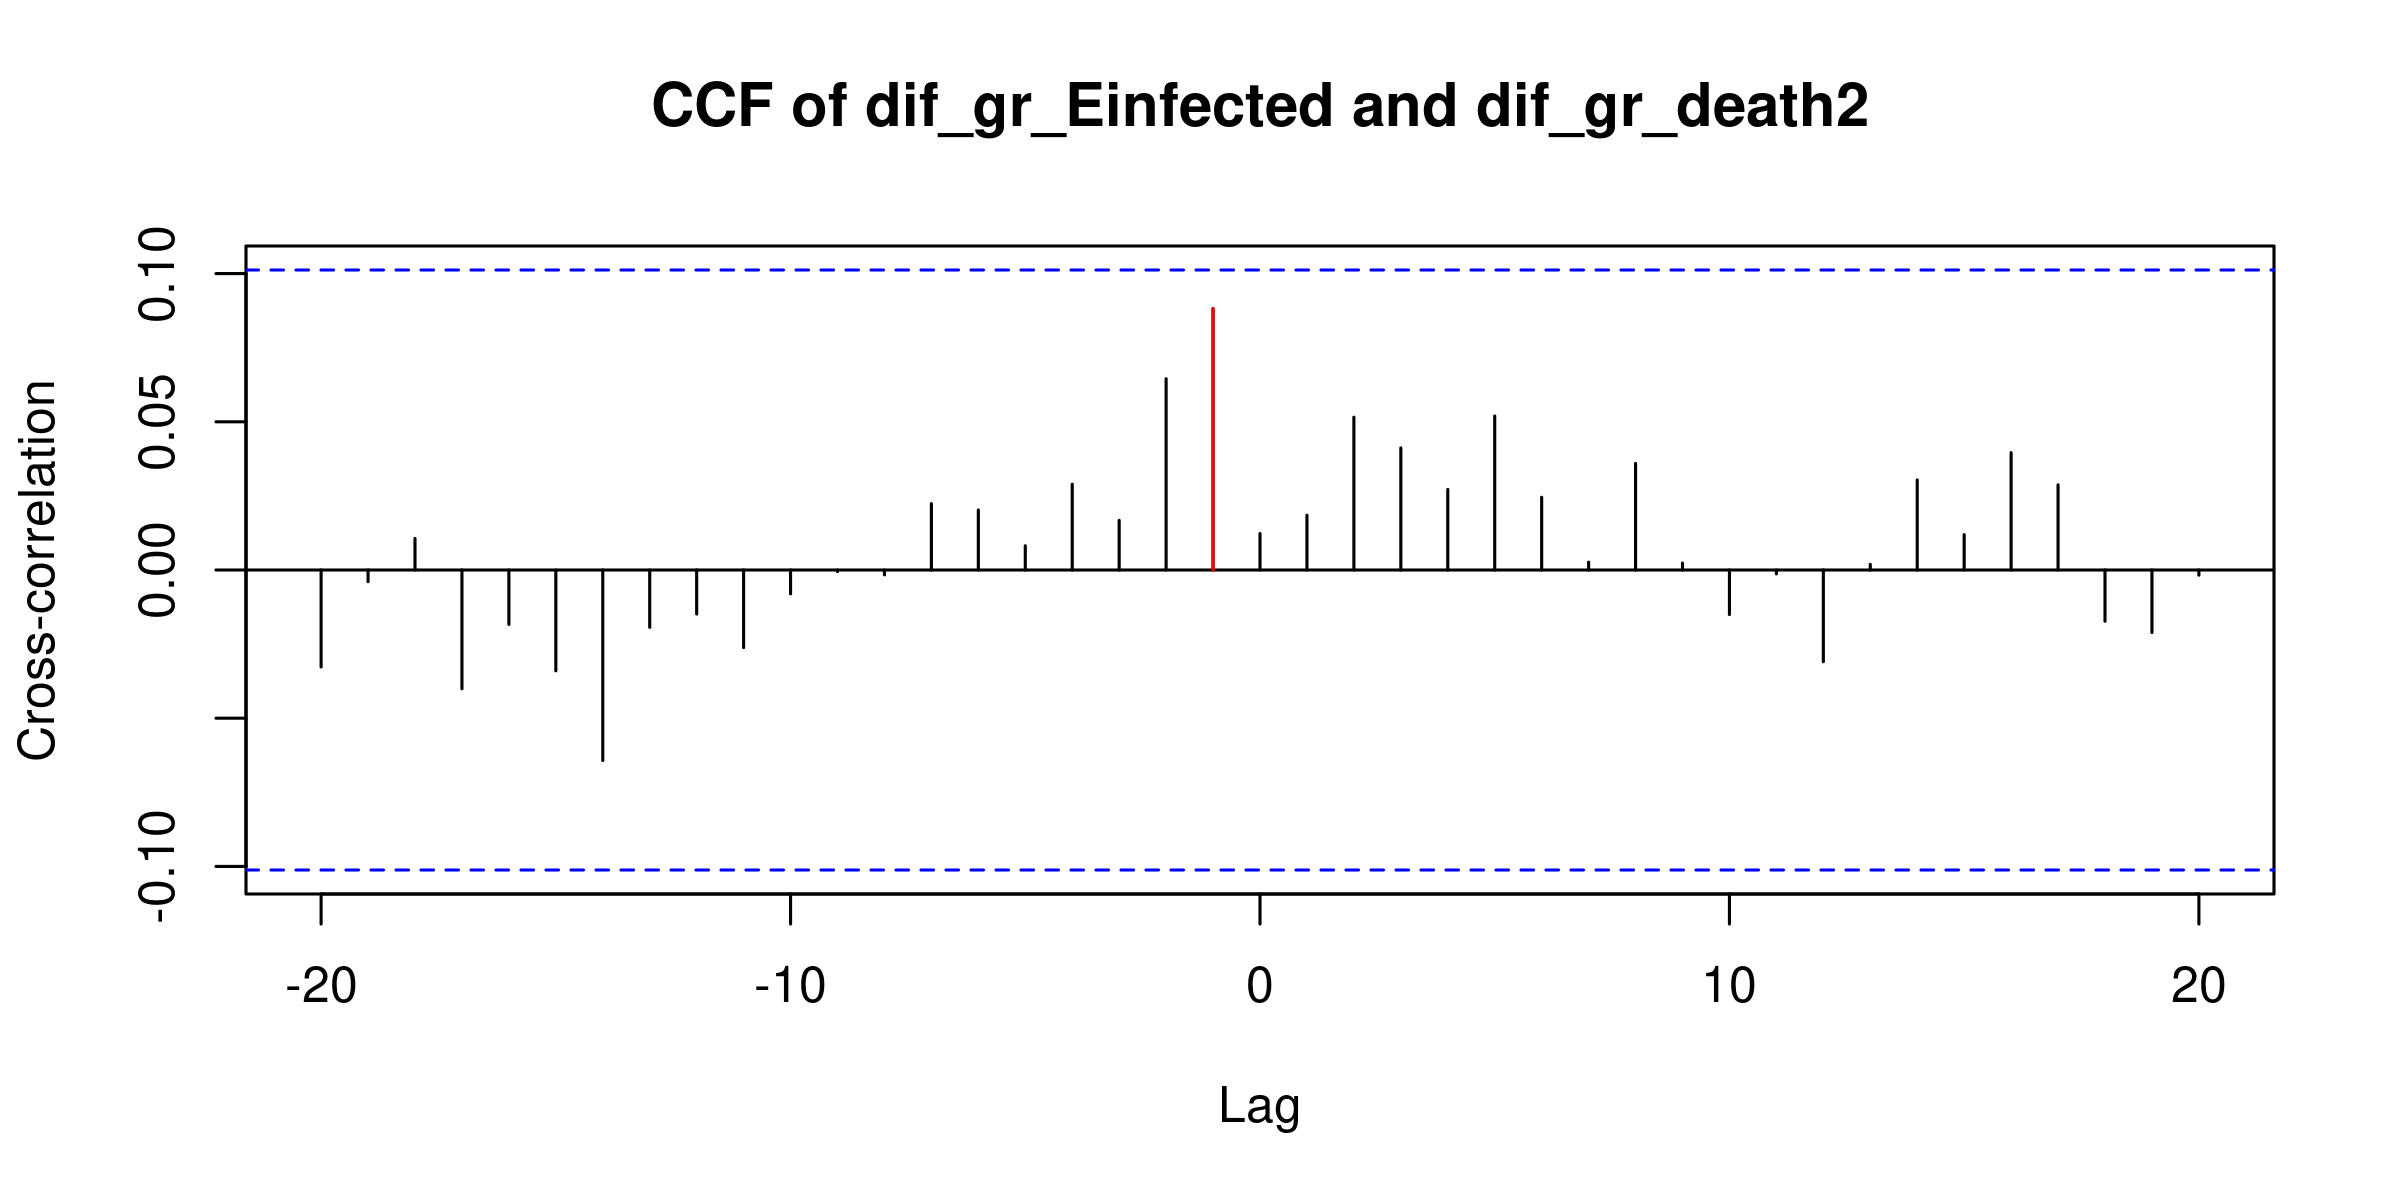 CCF of dif_gr_Einfected and dif_gr_death2
Cross-correlation
0.10
0.05
0.00
-0.10
-20 -10 0 10 20
Lag